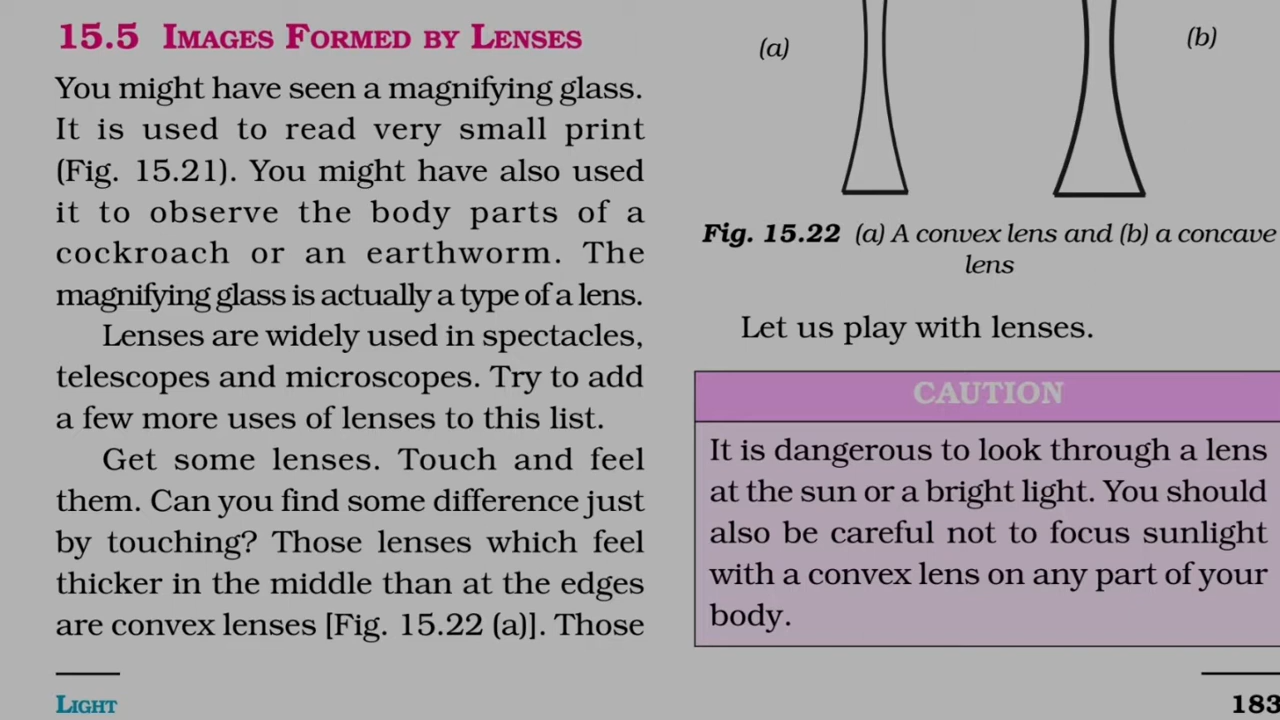 15.5 IMAGES FORMED BY LENSES
You might have seen a magnifying glass.
It is used to read very small print
(Fig. 15.21). You might have also used
it to observe the body parts of a
cockroach or an earthworm. The
magnifying glass is actually a type of a lens.
Lenses are widely used in spectacles,
telescopes and microscopes. Try to add
a few more uses of lenses to this list.
Get some lenses. Touch and feel
them. Can you find some difference just
by touching? Those lenses which feel
thicker in the middle than at the edges
are convex lenses [Fig. 15.22 (a)]. Those
(a)
(b)
Fig. 15.22 (a) A convex lens and (b) a concave
lens
Let us play with lenses.
CAUTION
It is dangerous to look through a lens
at the sun or a bright light. You should
also be careful not to focus sunlight
with a convex lens on any part of your
body.
LIGHT
183